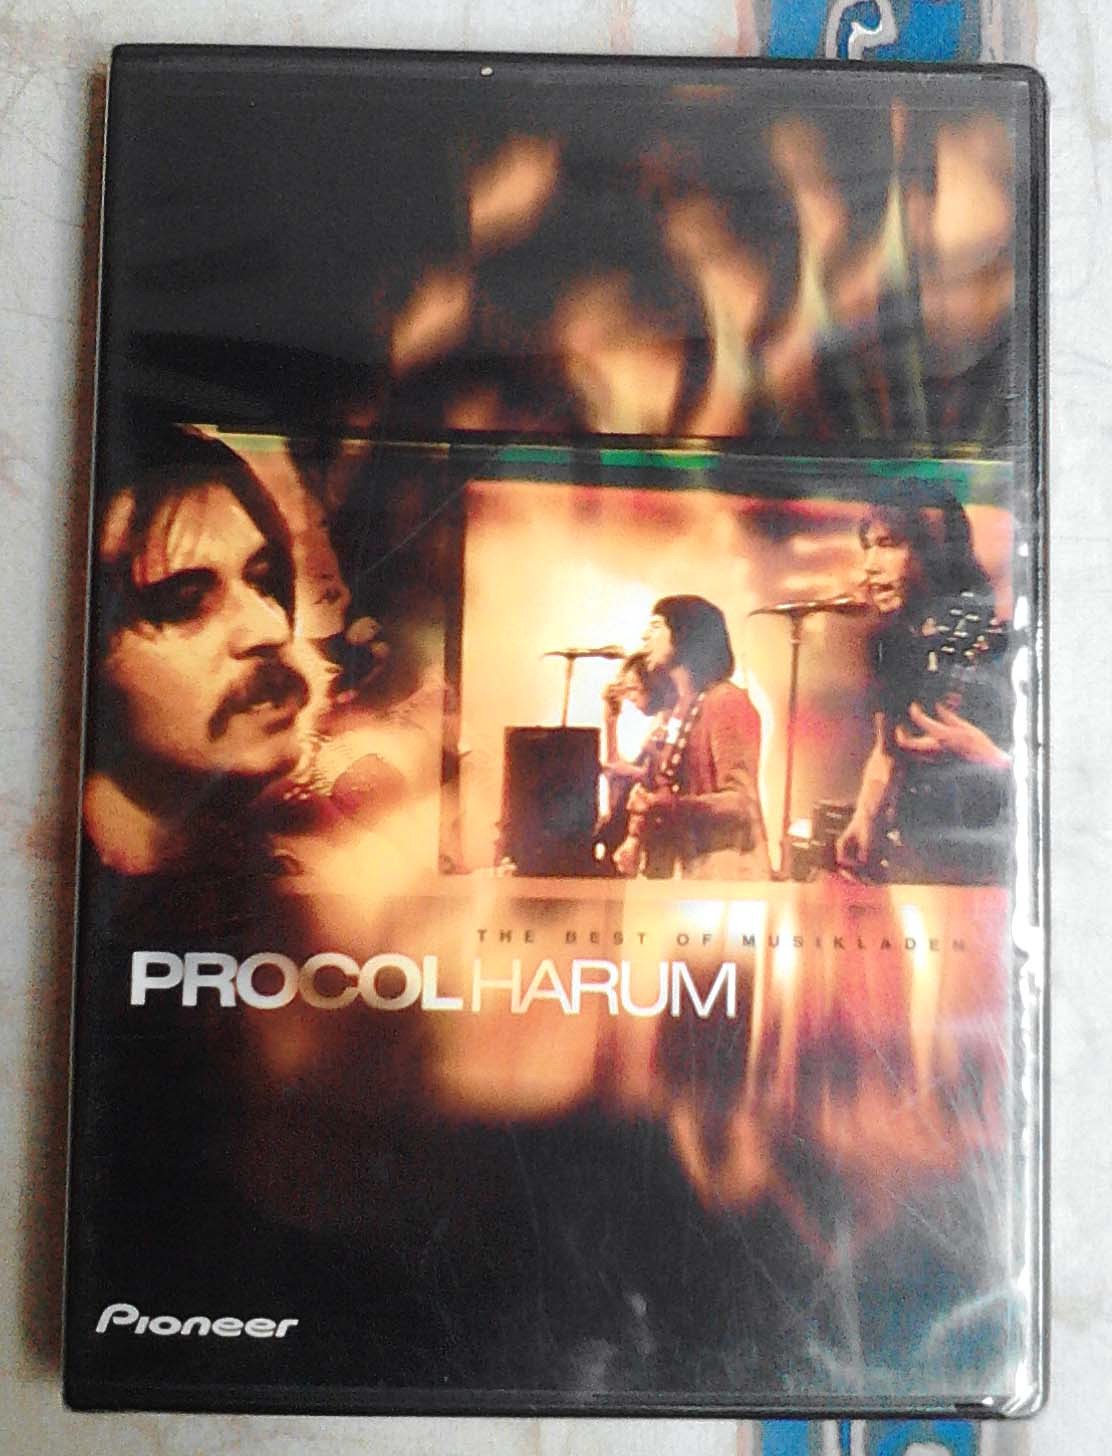 THE BEST OF MUSIKLADEN
PROCOLHARUM
Pioneer